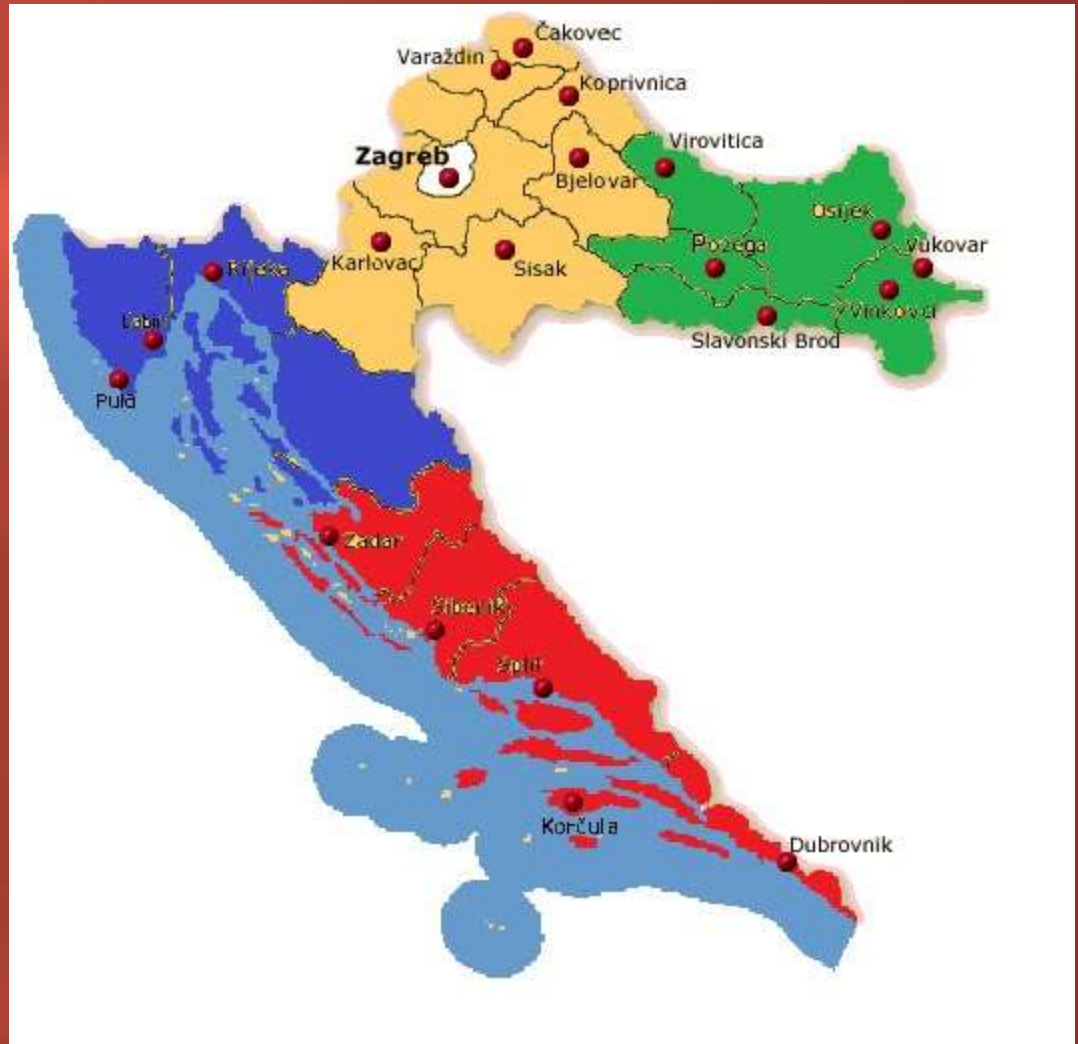 Čakovec
Varaždin
Koprivnica
Virovitica
Zagreb
Bjelovar
Osijek
Vukovar
Požega
Rijeka
Karlovac
Sisak
Vinkovci
Labin
Slavonski Brod
Pula
Zadar
Šibenik
Split
Korčula
Dubrovnik